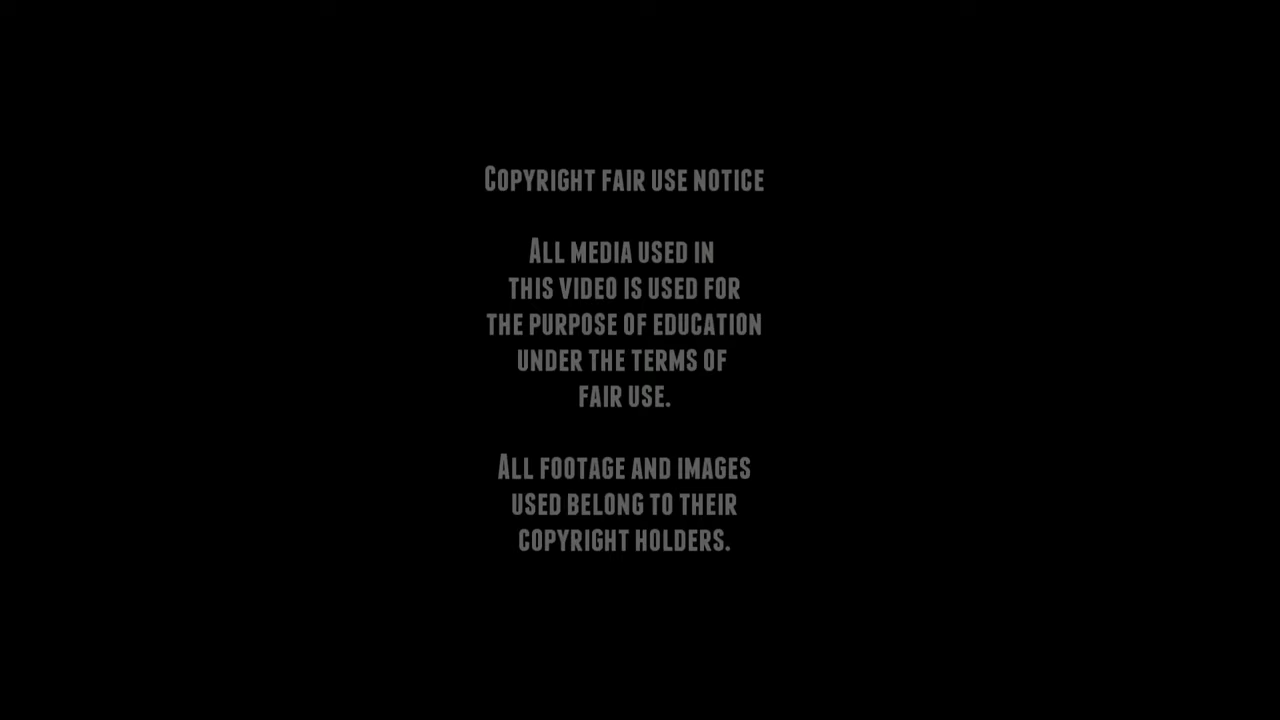 Copyright fair use notice
All media used in
this video is used for
the purpose of education
under the terms of
fair use.
All footage and images
used belong to their
copyright holders.